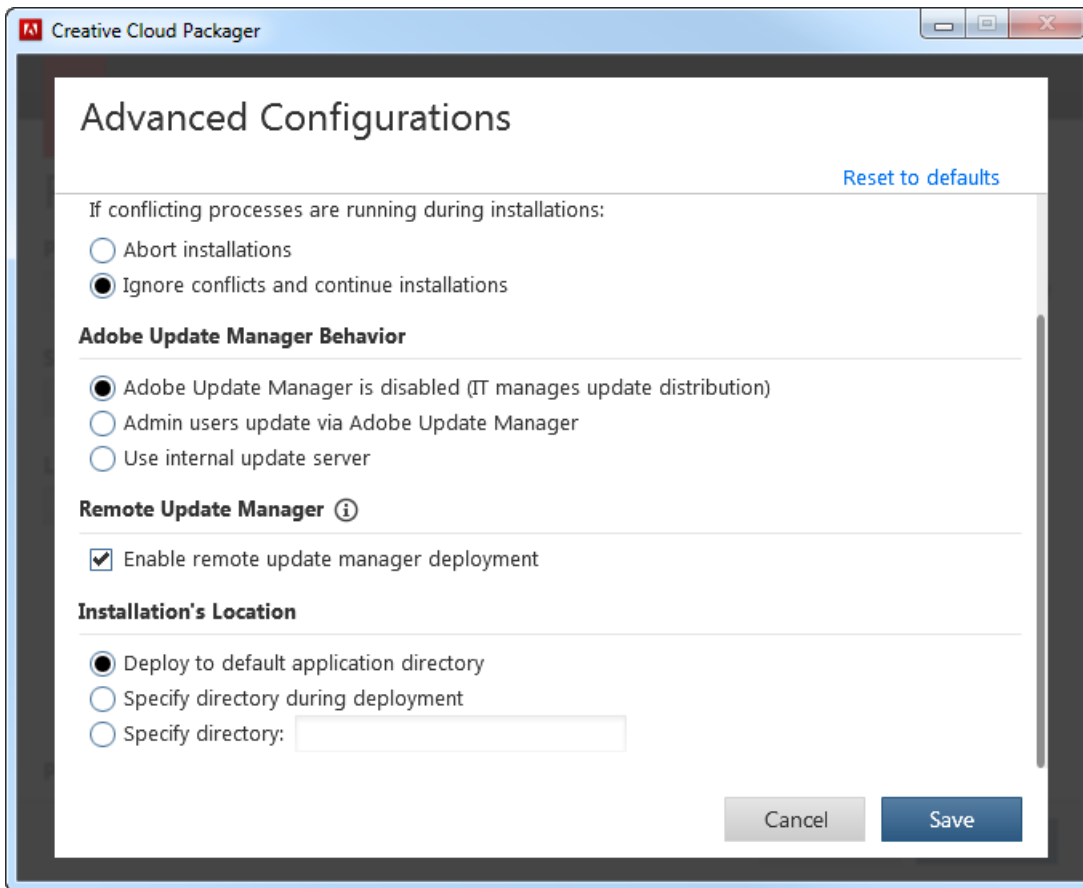 Creative Cloud Packager
Advanced Configurations
Reset to defaults
If conflicting processes are running during installations:
Abort installations
Ignore conflicts and continue installations
Adobe Update Manager Behavior
Adobe Update Manager is disabled (IT manages update distribution)
Admin users update via Adobe Update Manager
Use internal update server
Remote Update Manager
Enable remote update manager deployment
Installation's Location
Deploy to default application directory
Specify directory during deployment
Specify directory:
Cancel Save